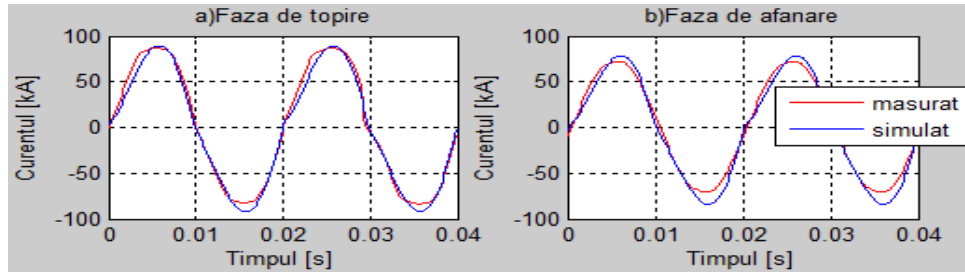 a)Faza de topire
100
50
0
-50
-100
Curentul [kA]
0
0.01
0.02
0.03
0.04
Timpul [s]
b)Faza de afanare
100
50
0
-50
-100
Curentul [kA]
0
0.01
0.02
0.03
0.04
Timpul [s]
masurat
simulat